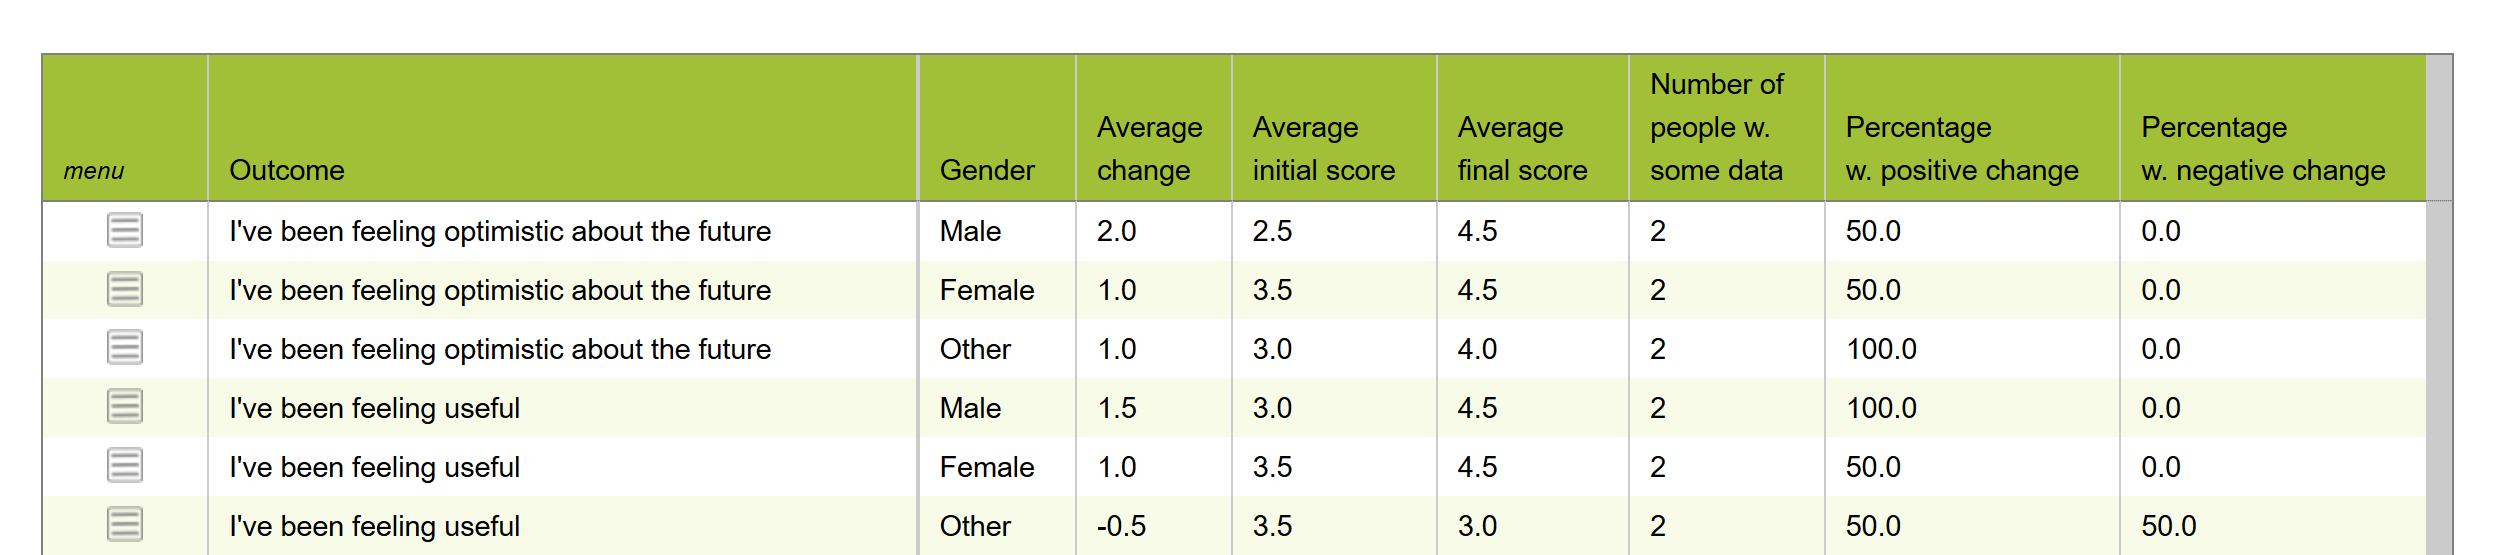 menu Outcome Gender Average change Average initial score Average final score Number of people w. some data Percentage w. positive change Percentage w. negative change
I've been feeling optimistic about the future Male 2.0 2.5 4.5 2 50.0 0.0
I've been feeling optimistic about the future Female 1.0 3.5 4.5 2 50.0 0.0
I've been feeling optimistic about the future Other 1.0 3.0 4.0 2 100.0 0.0
I've been feeling useful Male 1.5 3.0 4.5 2 100.0 0.0
I've been feeling useful Female 1.0 3.5 4.5 2 50.0 0.0
I've been feeling useful Other -0.5 3.5 3.0 2 50.0 50.0